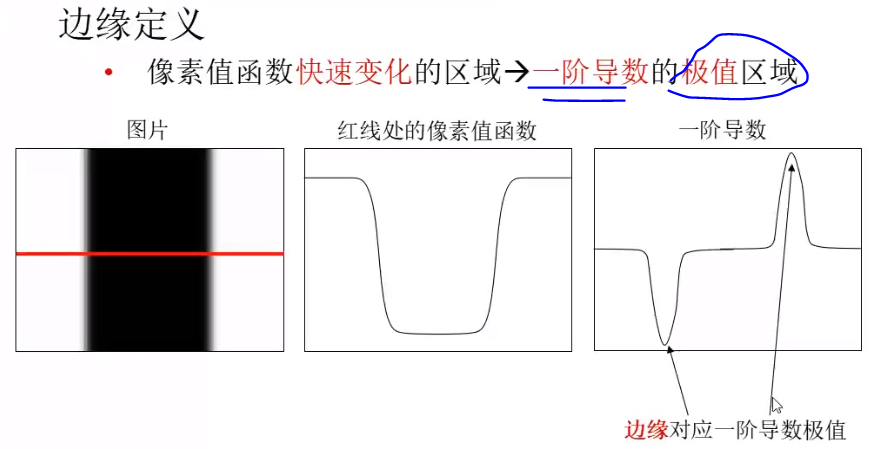 边缘定义
• 像素值函数快速变化的区域→一阶导数的极值区域
图片
红线处的像素值函数
一阶导数
边缘对应一阶导数极值